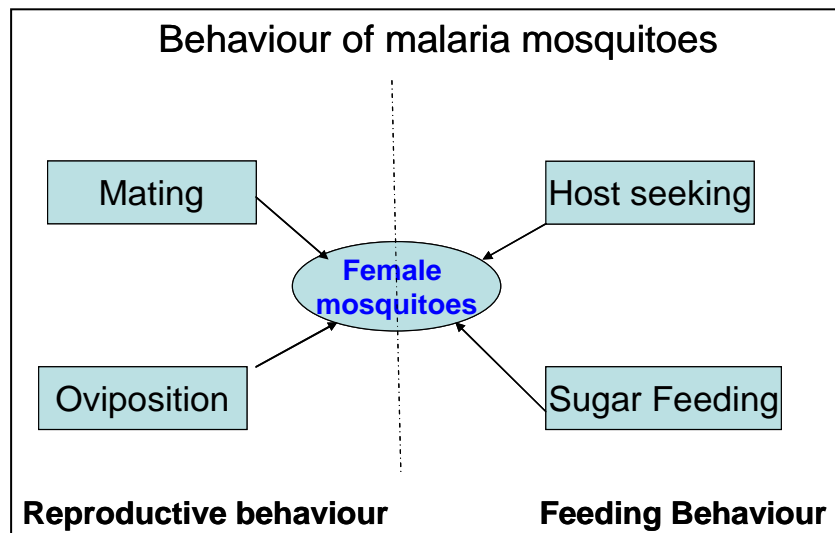 Behaviour of malaria mosquitoes
Mating
Host seeking
Female
mosquitoes
Oviposition
Sugar Feeding
Reproductive behaviour
Feeding Behaviour